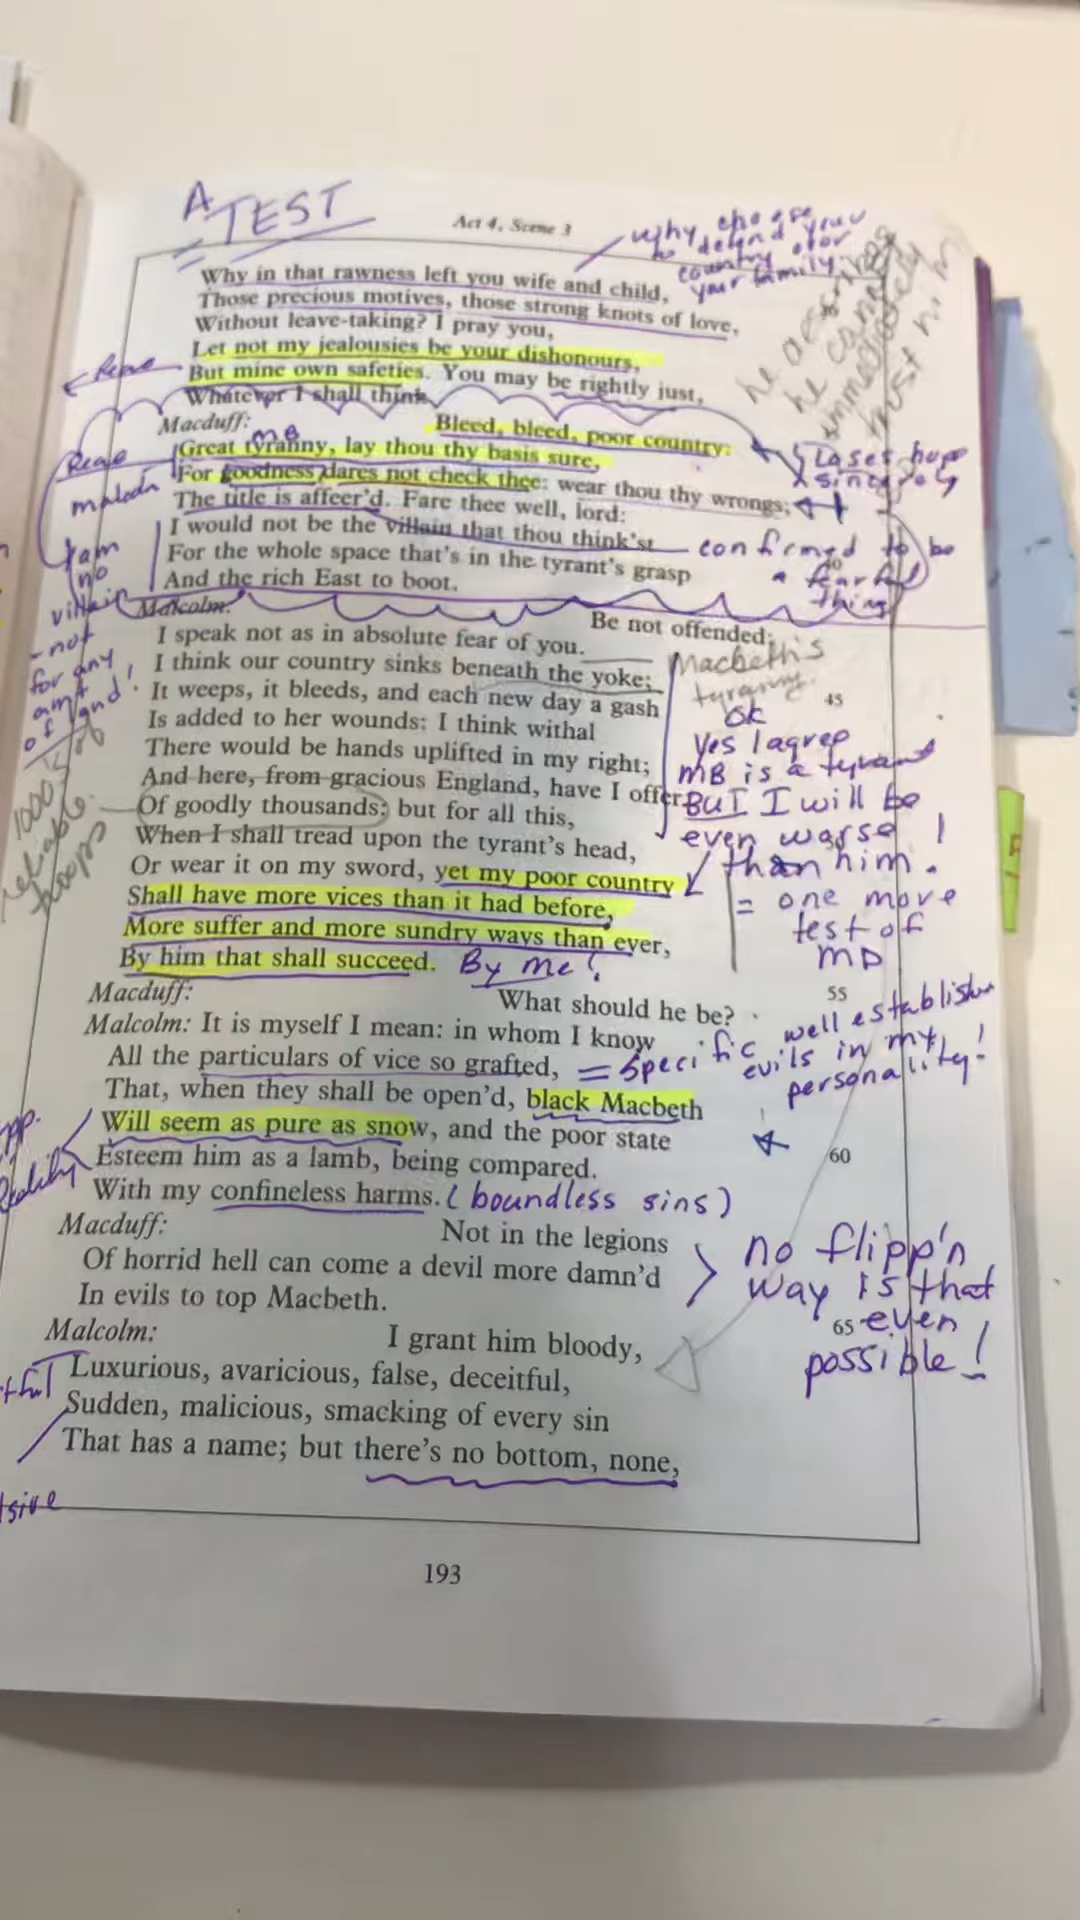 A TEST
Act 4, Scene 3
Why choose
to defend your
country over
your family
he describes
he cannot
immediately
trust him
Why in that rawness left you wife and child,
Those precious motives, those strong knots of love,
Without leave-taking? I pray you,
Let not my jealousies be your dishonours,
But mine own safeties. You may be rightly just,
Whatever I shall think.
Macduff: Bleed, bleed, poor country:
MB
Great tyranny, lay thou thy basis sure,
Loses hope
since
For goodness dares not check thee: wear thou thy wrongs;
The title is affeer'd. Fare thee well, lord:
I would not be the villain that thou think'st
confirmed to be
a fearful
thing
For the whole space that's in the tyrant's grasp
40
And the rich East to boot.
I am
no
villain
- not
for any
amt
of land!
Malcolm: Be not offended:
I speak not as in absolute fear of you.
I think our country sinks beneath the yoke;
Macbeth's
tyranny.
It weeps, it bleeds, and each new day a gash
45
Is added to her wounds: I think withal
There would be hands uplifted in my right;
And here, from gracious England, have I offer
Of goodly thousands: but for all this,
OK
Yes I agree
MB is a tyrant
BUT I will be
even worse !
than him.!
= one more
test of
MD
1000's of
reliable
troops
When I shall tread upon the tyrant's head,
Or wear it on my sword, yet my poor country
Shall have more vices than it had before,
More suffer and more sundry ways than ever,
By him that shall succeed. By me!
Macduff: What should he be?
55
Malcolm: It is myself I mean: in whom I know
All the particulars of vice so grafted,
= specific well establish
evils in my
personality!
That, when they shall be open'd, black Macbeth
Will seem as pure as snow, and the poor state
60
Esteem him as a lamb, being compared.
With my confineless harms. (boundless sins)
Macduff: Not in the legions
Of horrid hell can come a devil more damn'd
In evils to top Macbeth.
no flipp'n
way is that
even
possible!
65
Malcolm: I grant him bloody,
Luxurious, avaricious, false, deceitful,
Sudden, malicious, smacking of every sin
That has a name; but there's no bottom, none,
193